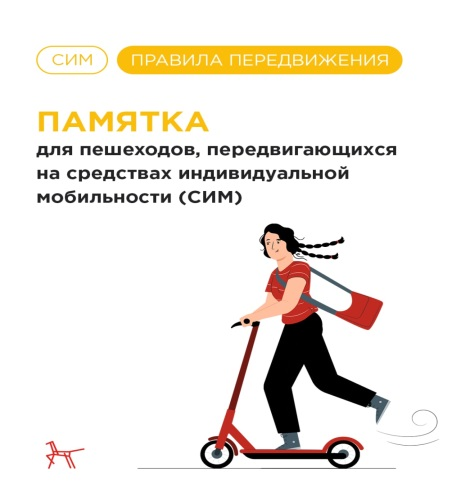 СИМ
ПРАВИЛА ПЕРЕДВИЖЕНИЯ
ПАМЯТКА
для пешеходов, передвигающихся
на средствах индивидуальной
мобильности (СИМ)